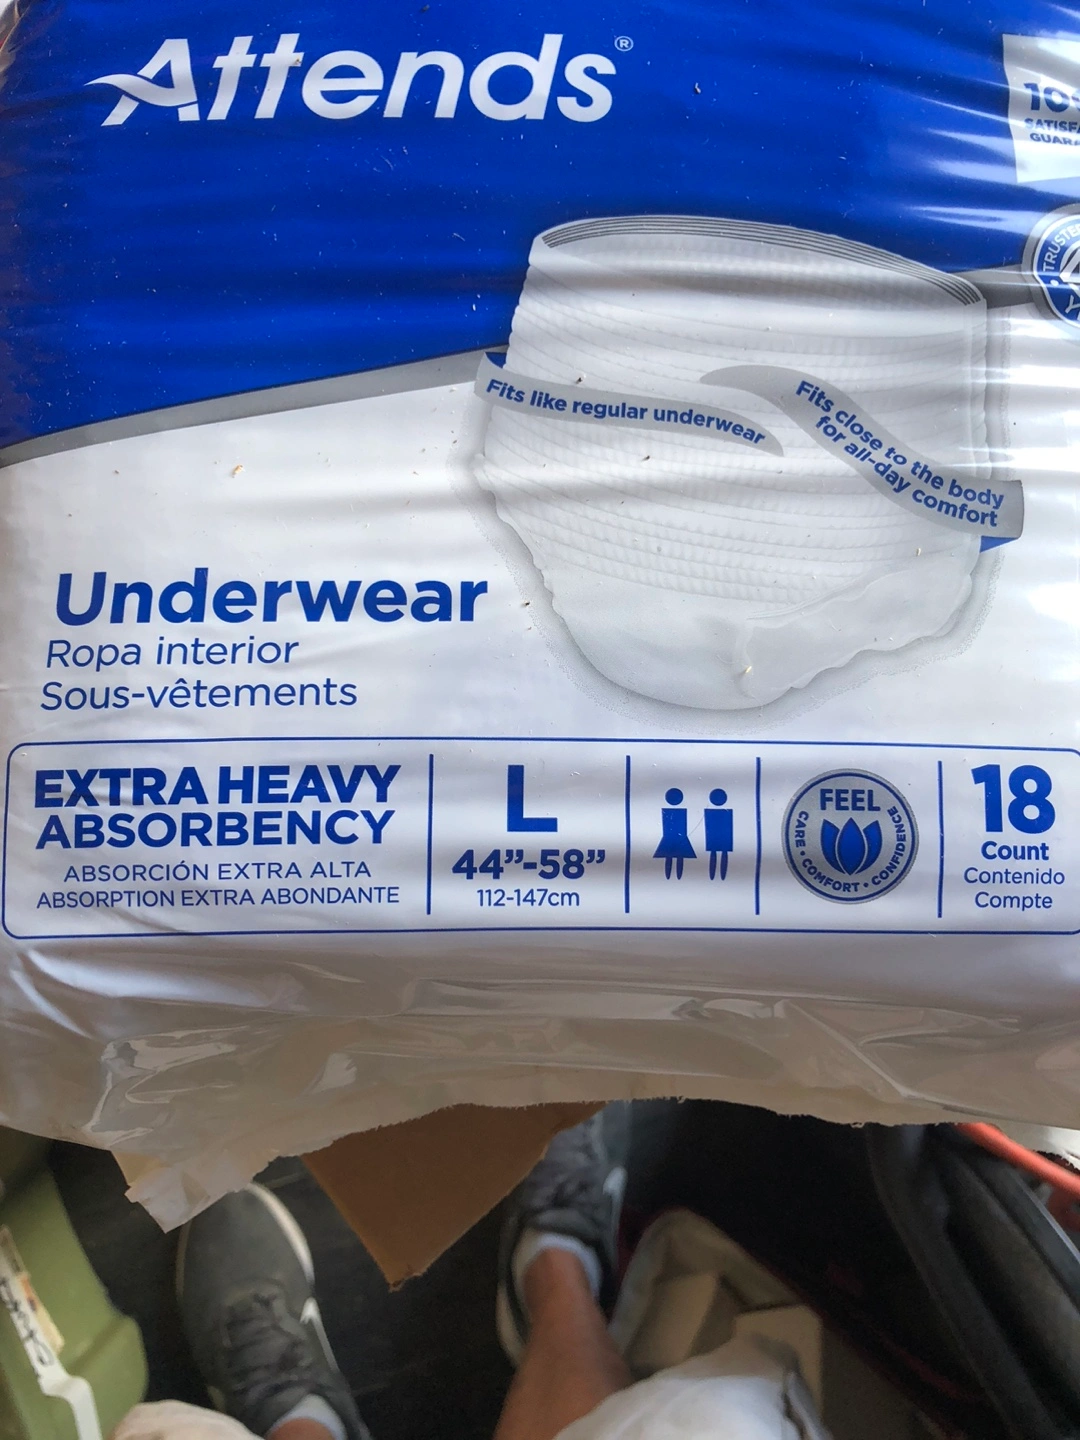 Attends®
Fits like regular underwear
Fits close to the body
for all-day comfort
Underwear
Ropa interior
Sous-vêtements
EXTRA HEAVY
ABSORBENCY
ABSORCIÓN EXTRA ALTA
ABSORPTION EXTRA ABONDANTE
L
44”-58”
112-147cm
FEEL
CARE • COMFORT • CONFIDENCE
18
Count
Contenido
Compte